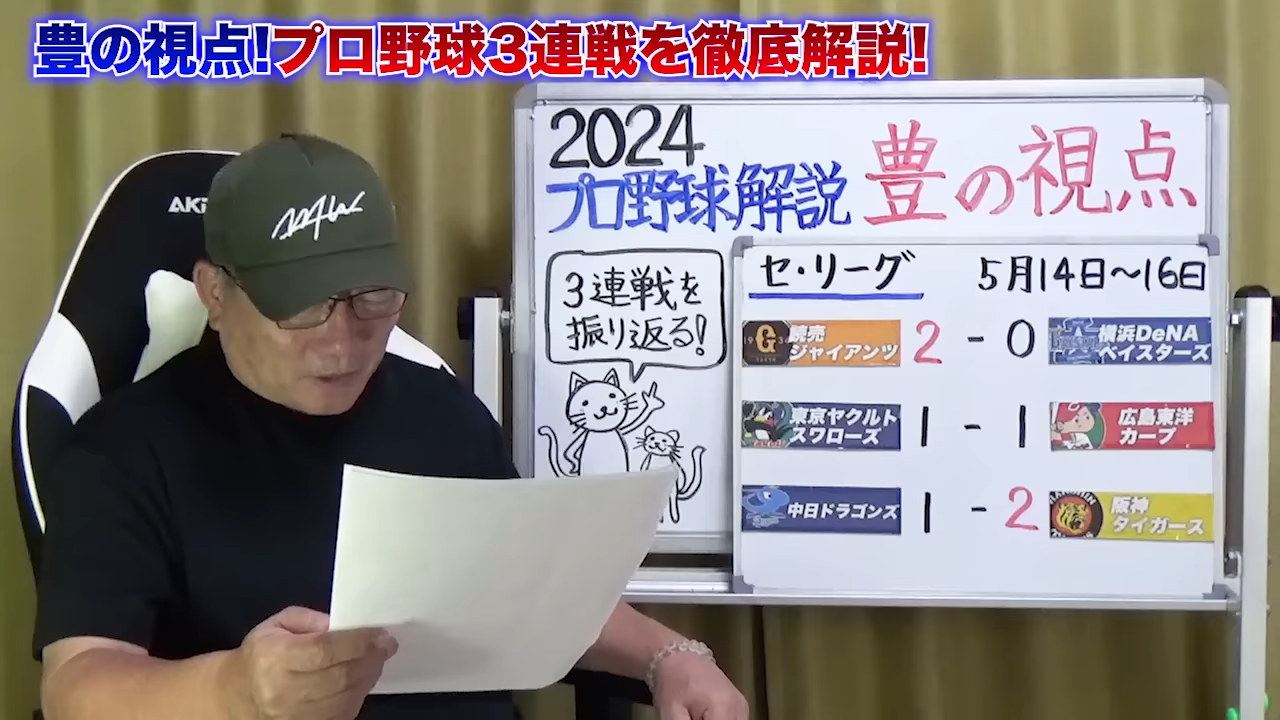 豊の視点!プロ野球3連戦を徹底解説!
2024
プロ野球解説 豊の視点
3連戦を
振り返る!
セ・リーグ 5月14日～16日
読売
ジャイアンツ 2 - 0 横浜DeNA
ベイスターズ
東京ヤクルト
スワローズ 1 - 1 広島東洋
カープ
中日ドラゴンズ 1 - 2 阪神
タイガース